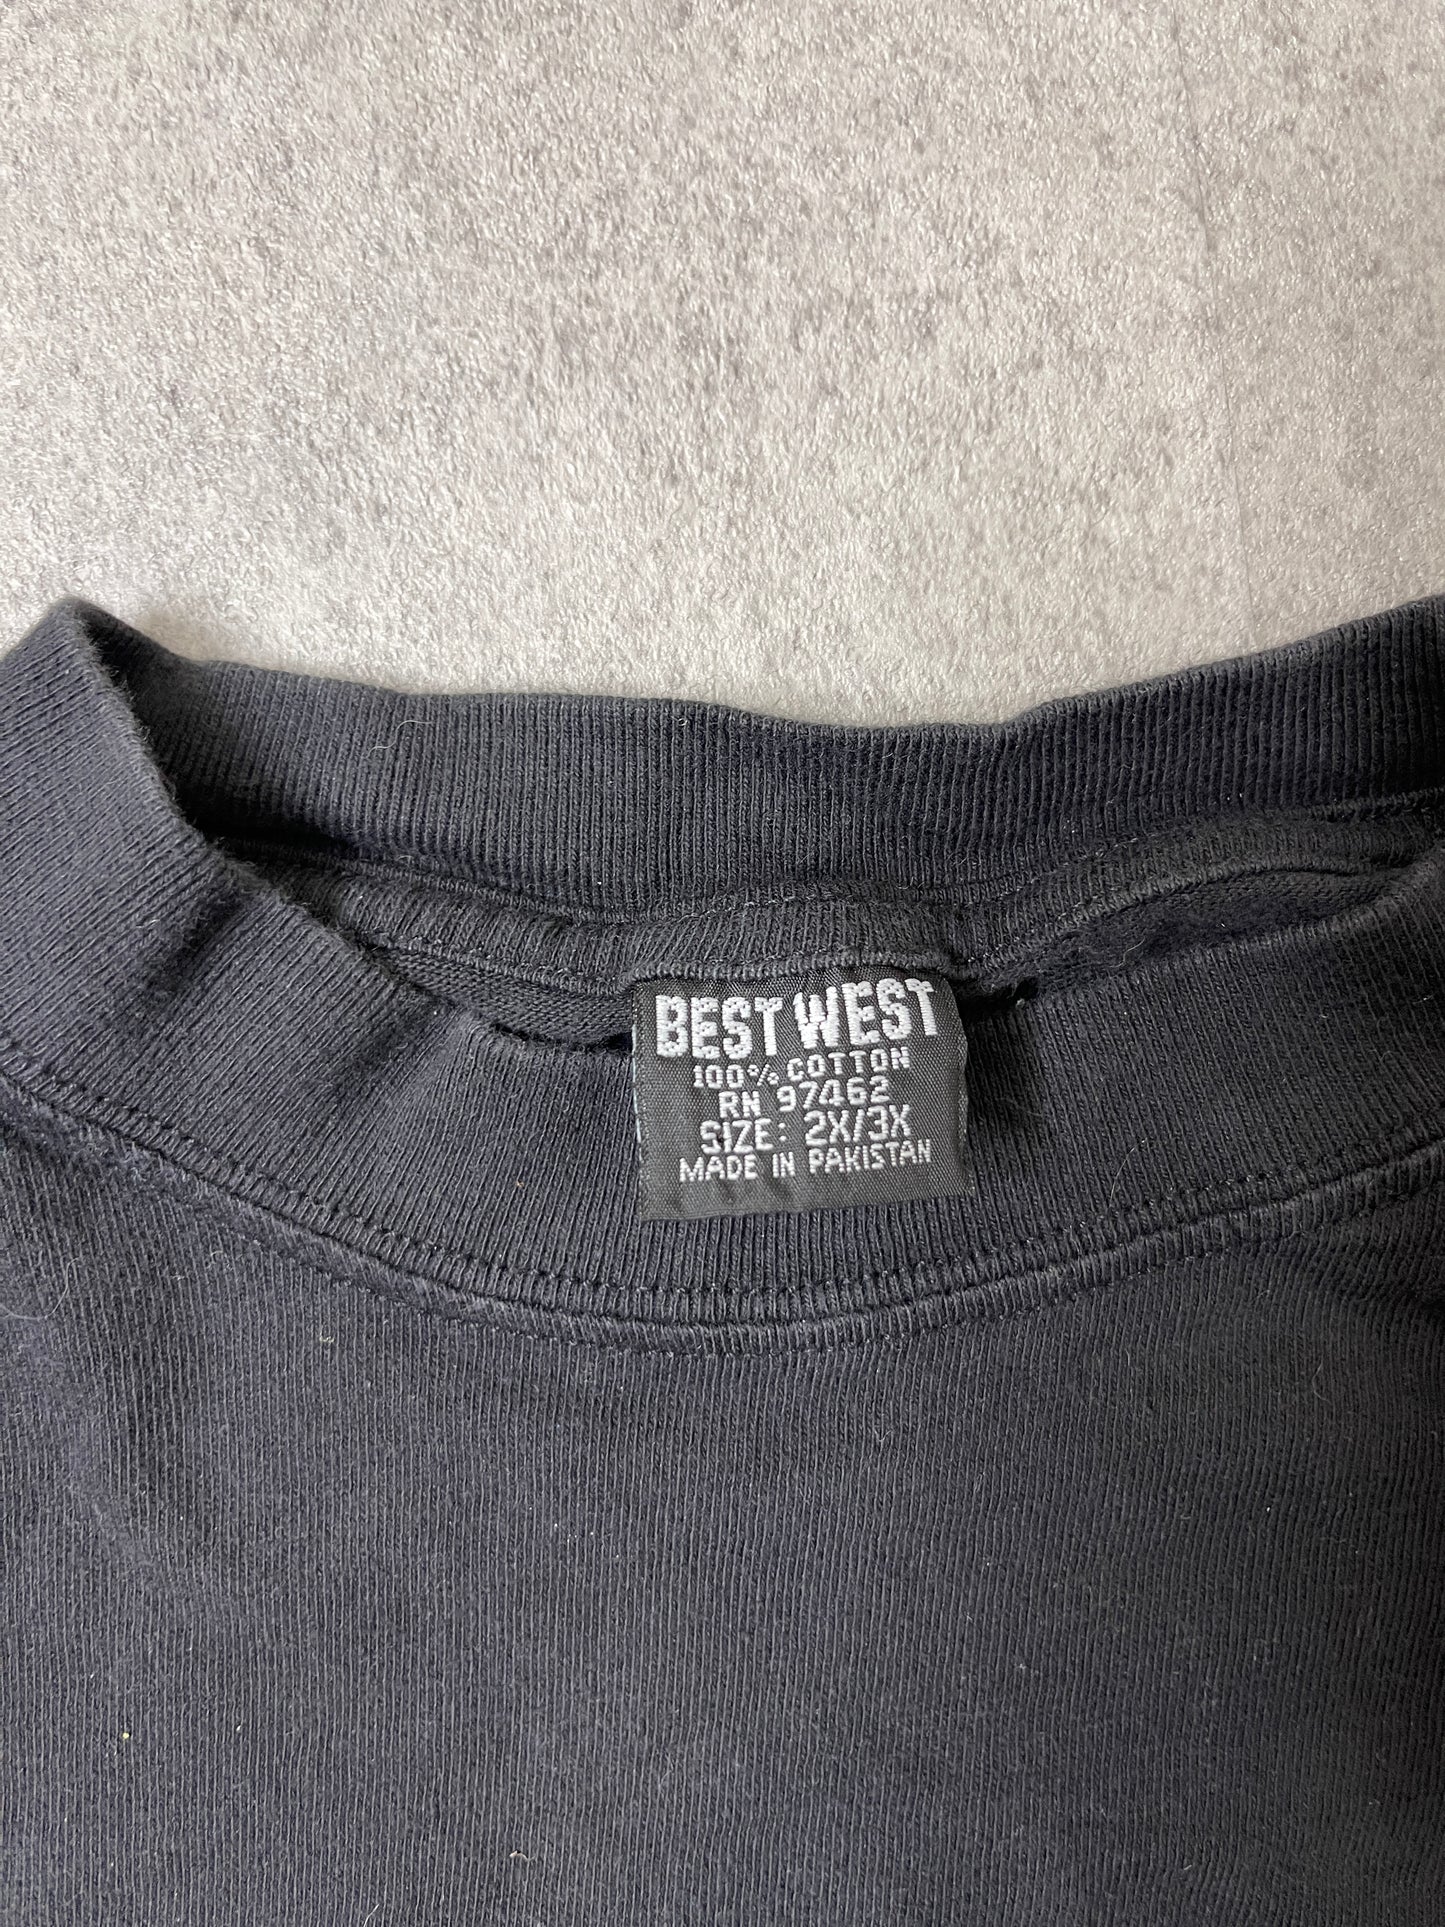 BEST WEST
100% COTTON
RN 97462
SIZE: 2X/3X
MADE IN PAKISTAN